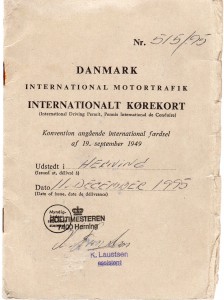 Nr. 515/95
DANMARK
INTERNATIONAL MOTORTRAFIK
INTERNATIONALT KØREKORT
(International Driving Permit, Permis International de Conduire)
Konvention angående international færdsel
af 19. september 1949
Udstedt i HERNING
(Issued at, délivré à)
Dato 11. DECEMBER 1995
(Date of issue, date de délivrance)
POLITIMESTEREN
7400 Herning
K. Laustsen
assistent